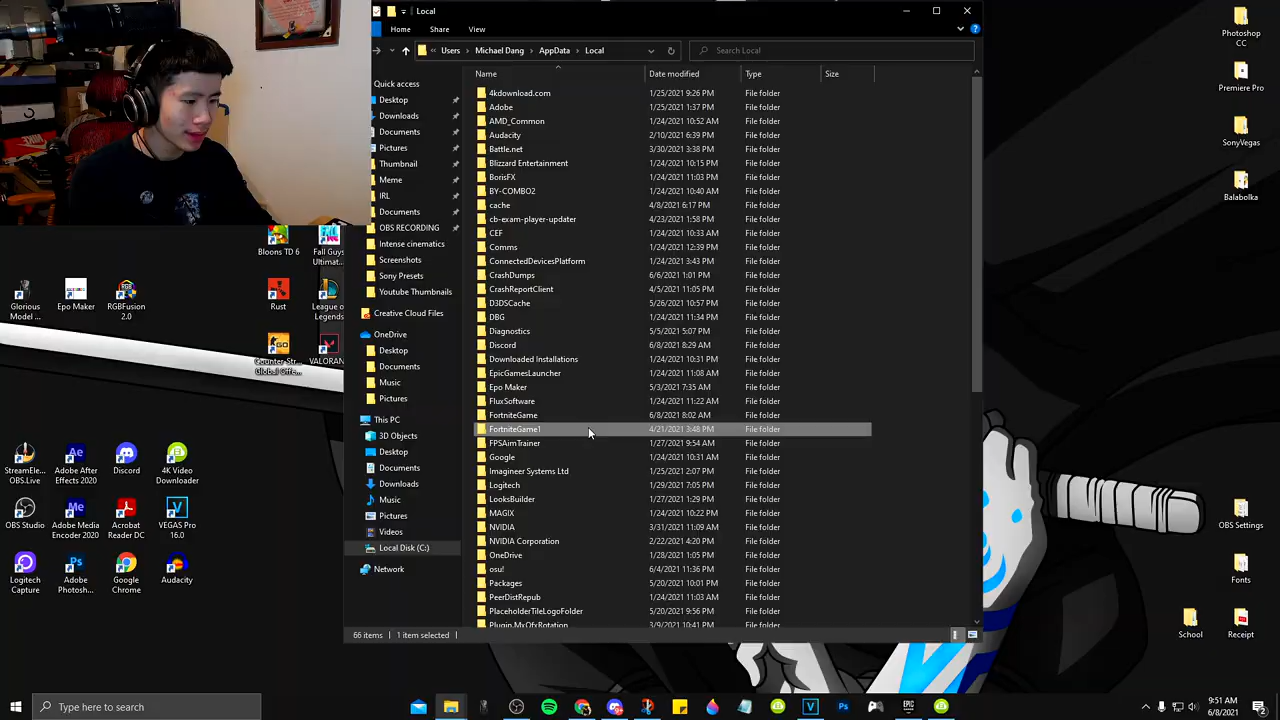 Local
Home
Share
View
Users
Michael Dang
AppData
Local
Search Local
Name
Date modified
Type
Size
Quick access
Desktop
Downloads
Documents
Pictures
Thumbnail
Meme
IRL
Documents
OBS RECORDING
Intense cinematics
Screenshots
Sony Presets
Youtube Thumbnails
Creative Cloud Files
OneDrive
Desktop
Documents
Music
Pictures
This PC
3D Objects
Desktop
Documents
Downloads
Music
Pictures
Videos
Local Disk (C:)
Network
4kdownload.com 1/25/2021 9:26 PM File folder
Adobe 1/25/2021 1:37 PM File folder
AMD_Common 1/24/2021 10:52 AM File folder
Audacity 2/10/2021 6:39 PM File folder
Battle.net 3/30/2021 3:38 PM File folder
Blizzard Entertainment 1/24/2021 10:15 PM File folder
BorisFX 1/24/2021 11:03 PM File folder
BY-COMBO2 1/24/2021 10:40 AM File folder
cache 4/8/2021 6:17 PM File folder
cb-exam-player-updater 4/23/2021 1:58 PM File folder
CEF 1/24/2021 10:33 AM File folder
Comms 1/24/2021 12:39 PM File folder
ConnectedDevicesPlatform 1/24/2021 3:43 PM File folder
CrashDumps 6/6/2021 1:01 PM File folder
CrashReportClient 4/5/2021 11:05 PM File folder
D3DSCache 5/26/2021 10:57 PM File folder
DBG 1/24/2021 11:34 PM File folder
Diagnostics 5/5/2021 5:07 PM File folder
Discord 6/8/2021 8:29 AM File folder
Downloaded Installations 1/24/2021 10:31 PM File folder
EpicGamesLauncher 1/24/2021 11:08 AM File folder
Epo Maker 5/3/2021 7:35 AM File folder
FluxSoftware 1/24/2021 11:22 AM File folder
FortniteGame 6/8/2021 8:02 AM File folder
FortniteGame1 4/21/2021 3:48 PM File folder
FPSAimTrainer 1/27/2021 9:54 AM File folder
Google 1/24/2021 10:31 AM File folder
Imagineer Systems Ltd 1/25/2021 2:07 PM File folder
Logitech 1/29/2021 7:05 PM File folder
LooksBuilder 1/27/2021 1:29 PM File folder
MAGIX 1/24/2021 10:22 PM File folder
NVIDIA 3/31/2021 11:09 AM File folder
NVIDIA Corporation 2/22/2021 4:20 PM File folder
OneDrive 1/28/2021 1:05 PM File folder
osu! 6/4/2021 11:36 PM File folder
Packages 5/20/2021 10:01 PM File folder
PeerDistRepub 1/24/2021 11:03 AM File folder
PlaceholderTileLogoFolder 5/20/2021 9:56 PM File folder
Plugin.MxOfxRotation... 3/9/2021 10:41 PM File folder
66 items
1 item selected
Photoshop
CC
Premiere Pro
SonyVegas
Balabolka
OBS Settings
Fonts
School
Receipt
Bloons TD 6
Fall Guys
Ultimat...
Glorious
Model ...
Epo Maker
RGBFusion
2.0
Rust
League of
Legends
Counter-Str...
Global Offe...
VALORAN
StreamEle...
OBS.Live
Adobe After
Effects 2020
Discord
4K Video
Downloader
OBS Studio
Adobe Media
Encoder 2020
Acrobat
Reader DC
VEGAS Pro
16.0
Logitech
Capture
Adobe
Photosh...
Google
Chrome
Audacity
Type here to search
9:51 AM
6/8/2021